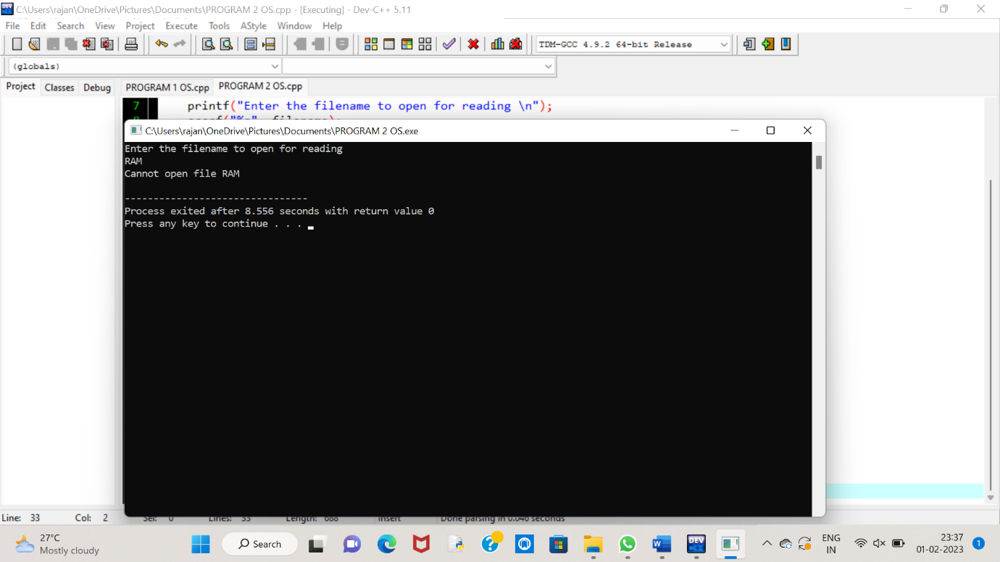 C:\Users\rajan\OneDrive\Pictures\Documents\PROGRAM 2 OS.cpp - [Executing] - Dev-C++ 5.11
File Edit Search View Project Execute Tools AStyle Window Help
TDM-GCC 4.9.2 64-bit Release
(globals)
Project Classes Debug PROGRAM 1 OS.cpp PROGRAM 2 OS.cpp
7 printf("Enter the filename to open for reading \n");
C:\Users\rajan\OneDrive\Pictures\Documents\PROGRAM 2 OS.exe
Enter the filename to open for reading
RAM
Cannot open file RAM
--------------------------------
Process exited after 8.556 seconds with return value 0
Press any key to continue . . .
Line: 33 Col: 2 Sel: 0 Lines: 33 Length: 688 Insert Done parsing in 0.046 seconds
27°C
Mostly cloudy
Search
DEV
C++
ENG
IN
23:37
01-02-2023
1